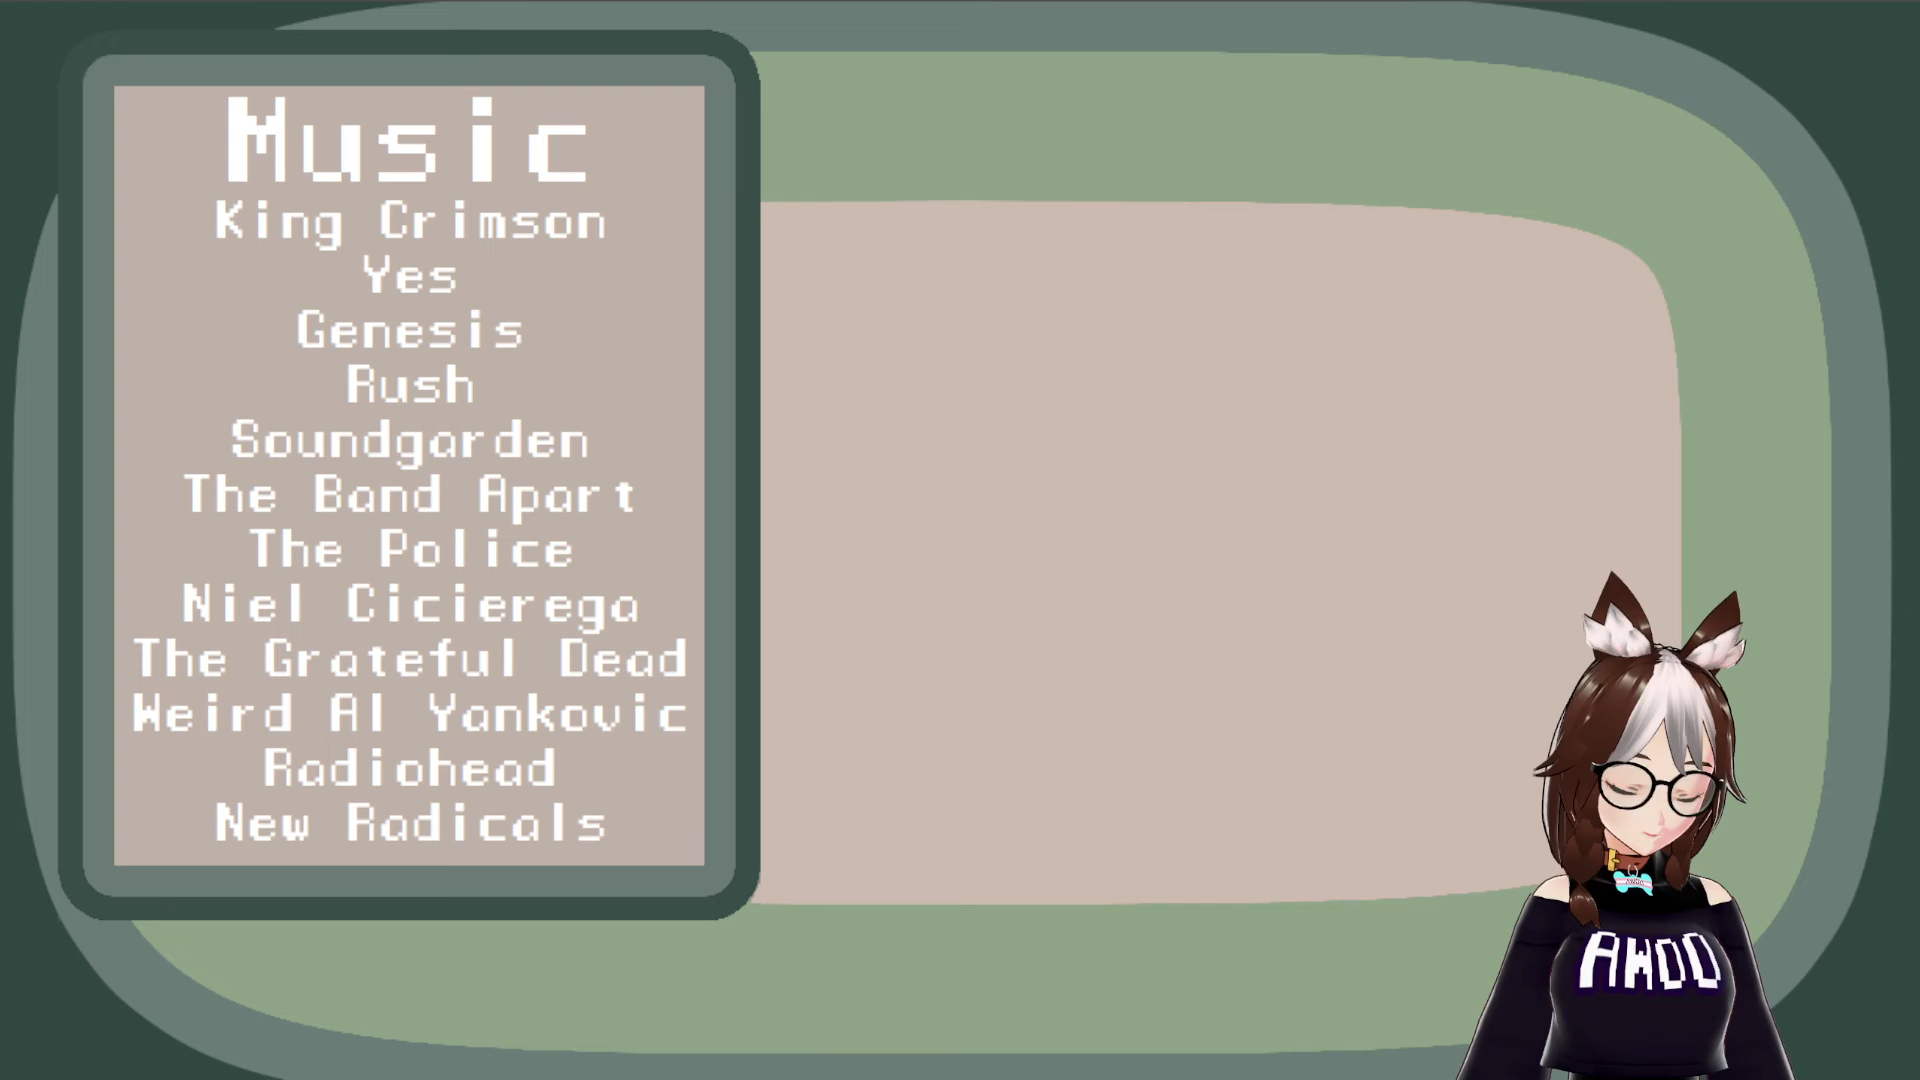 Music
King Crimson
Yes
Genesis
Rush
Soundgarden
The Band Apart
The Police
Niel Cicierega
The Grateful Dead
Weird Al Yankovic
Radiohead
New Radicals
AWOO